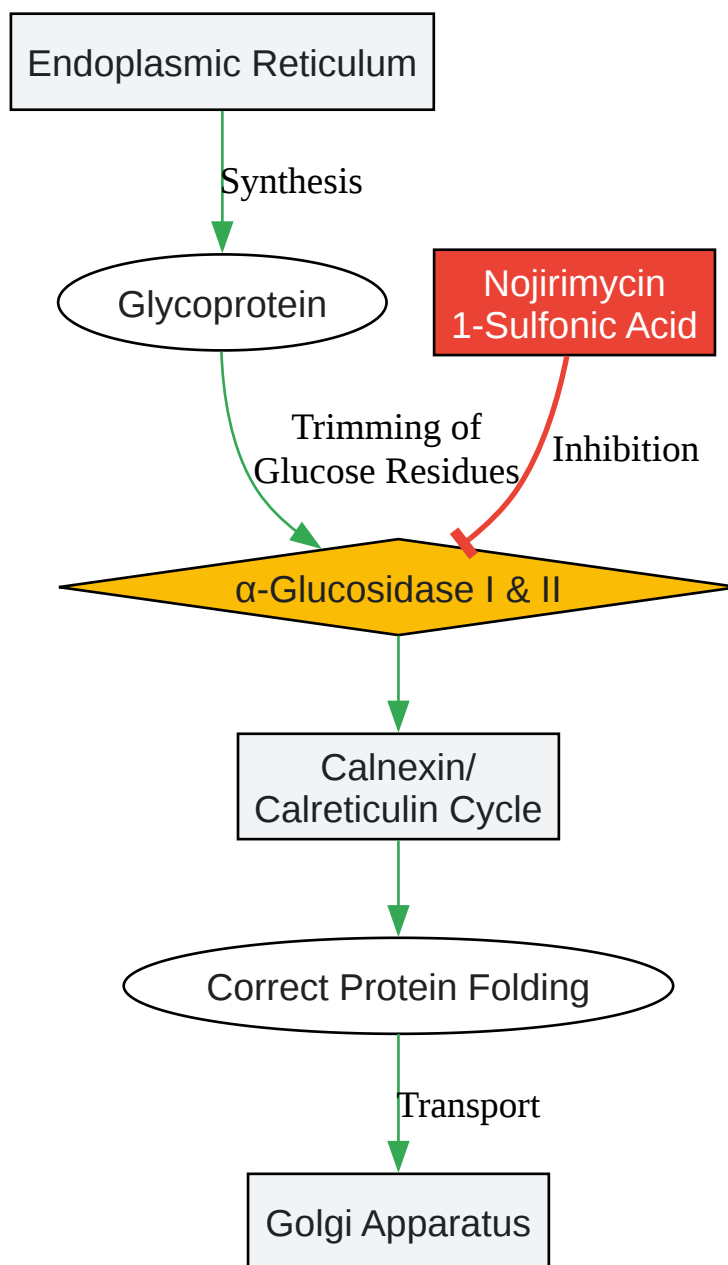 Endoplasmic Reticulum
Synthesis
Glycoprotein
Nojirimycin
1-Sulfonic Acid
Trimming of
Glucose Residues
Inhibition
α-Glucosidase I & II
Calnexin/
Calreticulin Cycle
Correct Protein Folding
Transport
Golgi Apparatus